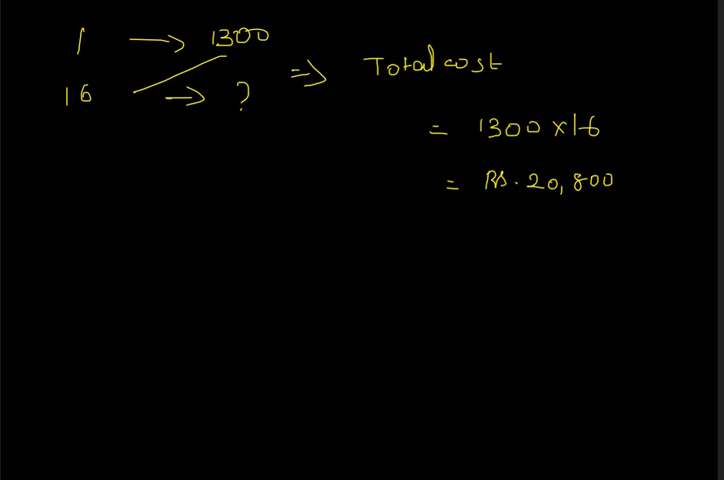 1 → 1300
16 → ? ⇒ Total cost
= 1300 × 16
= Rs. 20,800